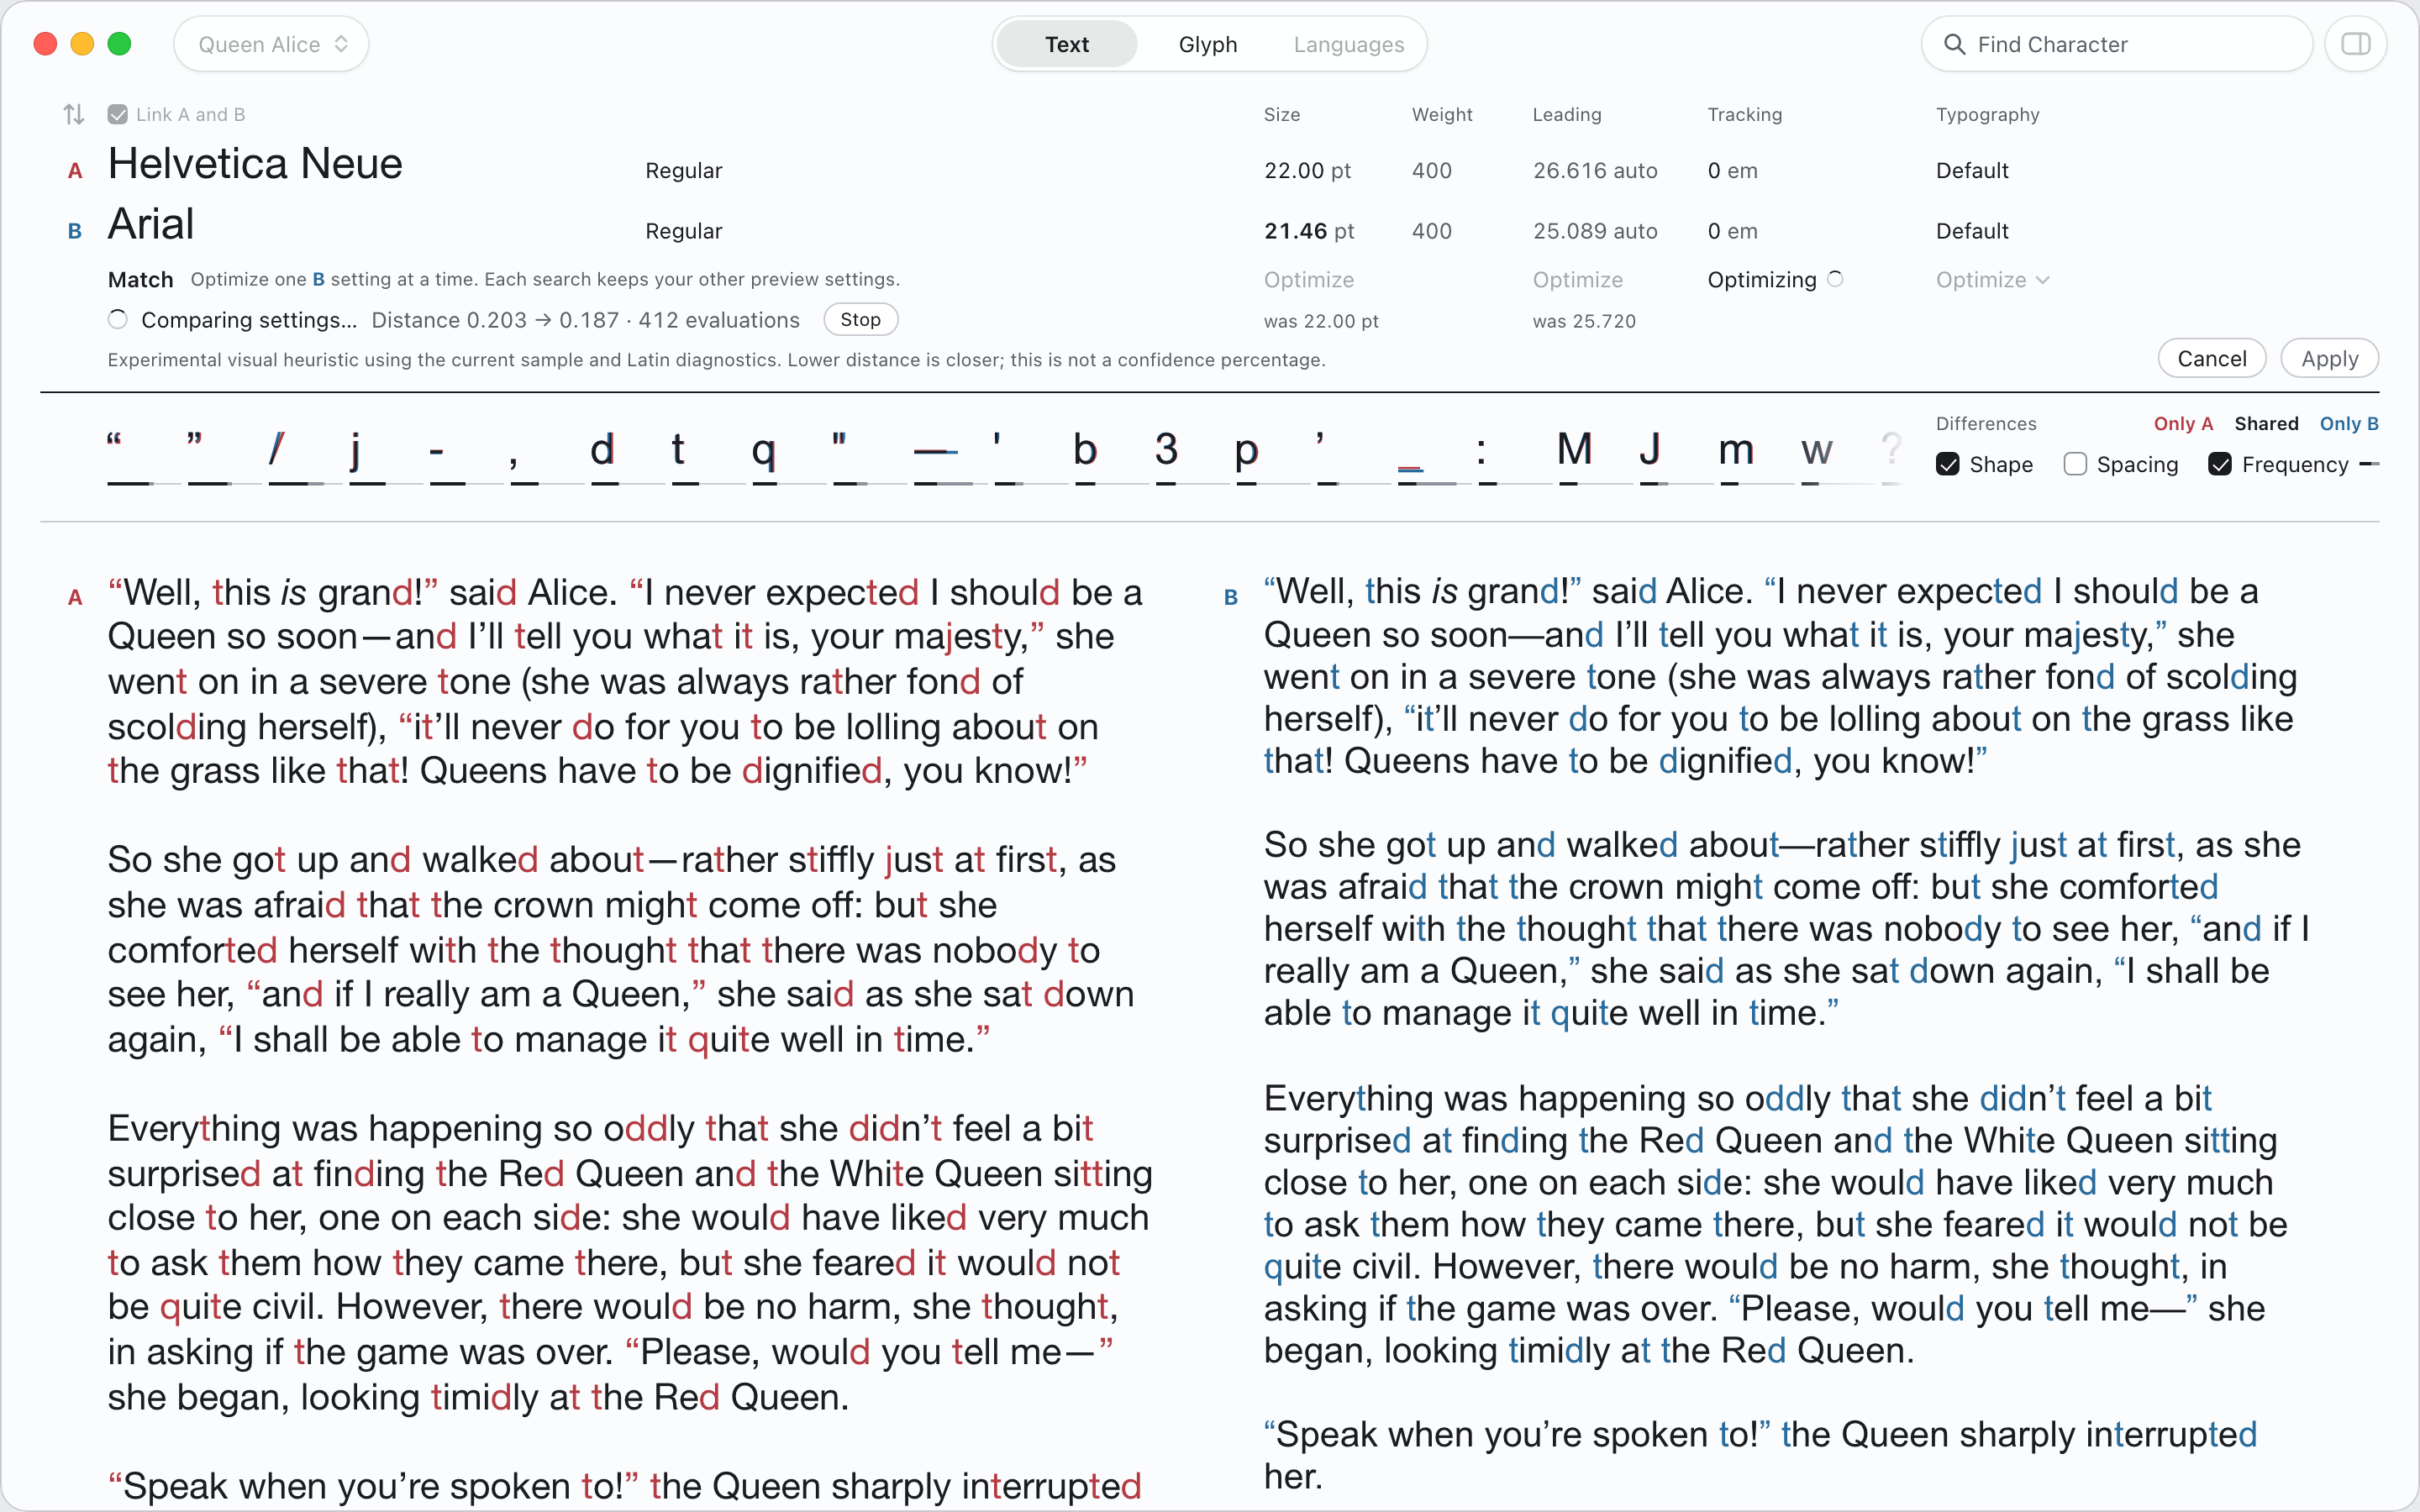 Queen Alice
Text Glyph Languages
Find Character
Link A and B
Size Weight Leading Tracking Typography
A Helvetica Neue Regular 22.00 pt 400 26.616 auto 0 em Default
B Arial Regular 21.46 pt 400 25.089 auto 0 em Default
Match Optimize one B setting at a time. Each search keeps your other preview settings. Optimize Optimize Optimizing Optimize
Comparing settings... Distance 0.203 → 0.187 · 412 evaluations Stop was 22.00 pt was 25.720
Experimental visual heuristic using the current sample and Latin diagnostics. Lower distance is closer; this is not a confidence percentage. Cancel Apply
“ ” / j - , d t q " — ' b 3 p ’ _ : M J m w ?
Differences Only A Shared Only B
Shape Spacing Frequency
A
“Well, this is grand!” said Alice. “I never expected I should be a
Queen so soon—and I’ll tell you what it is, your majesty,” she
went on in a severe tone (she was always rather fond of
scolding herself), “it’ll never do for you to be lolling about on
the grass like that! Queens have to be dignified, you know!”
So she got up and walked about—rather stiffly just at first, as
she was afraid that the crown might come off: but she
comforted herself with the thought that there was nobody to
see her, “and if I really am a Queen,” she said as she sat down
again, “I shall be able to manage it quite well in time.”
Everything was happening so oddly that she didn’t feel a bit
surprised at finding the Red Queen and the White Queen sitting
close to her, one on each side: she would have liked very much
to ask them how they came there, but she feared it would not
be quite civil. However, there would be no harm, she thought,
in asking if the game was over. “Please, would you tell me—”
she began, looking timidly at the Red Queen.
“Speak when you’re spoken to!” the Queen sharply interrupted
B
“Well, this is grand!” said Alice. “I never expected I should be a
Queen so soon—and I’ll tell you what it is, your majesty,” she
went on in a severe tone (she was always rather fond of scolding
herself), “it’ll never do for you to be lolling about on the grass like
that! Queens have to be dignified, you know!”
So she got up and walked about—rather stiffly just at first, as she
was afraid that the crown might come off: but she comforted
herself with the thought that there was nobody to see her, “and if I
really am a Queen,” she said as she sat down again, “I shall be
able to manage it quite well in time.”
Everything was happening so oddly that she didn’t feel a bit
surprised at finding the Red Queen and the White Queen sitting
close to her, one on each side: she would have liked very much
to ask them how they came there, but she feared it would not be
quite civil. However, there would be no harm, she thought, in
asking if the game was over. “Please, would you tell me—” she
began, looking timidly at the Red Queen.
“Speak when you’re spoken to!” the Queen sharply interrupted
her.